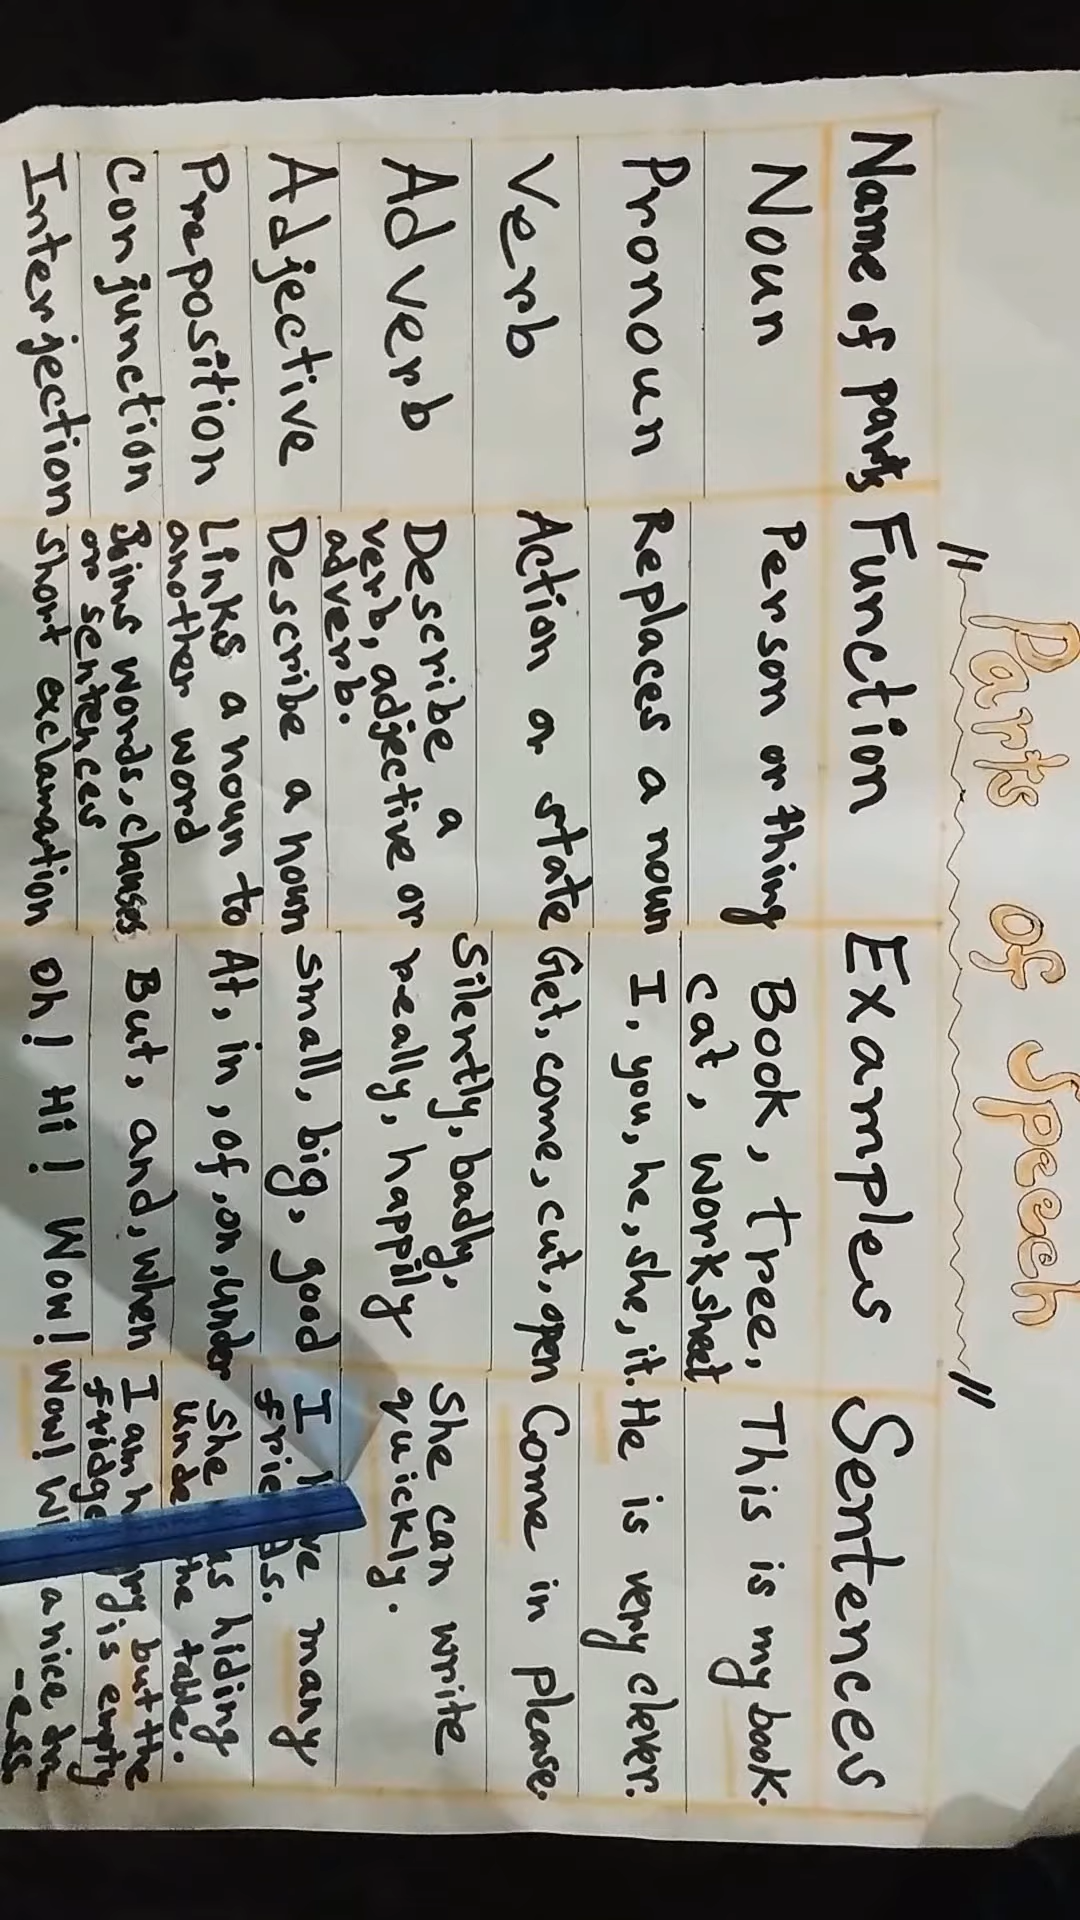 "Parts of Speech"
Name of parts Function Examples Sentences
Noun Person or thing Book, tree, This is my book.
cat, worksheet
Pronoun Replaces a noun I, you, he, she, it. He is very clever.
Verb Action or state Get, come, cut, open Come in please.
Adverb Describe a Silently, badly, She can write
verb, adjective or really, happily quickly.
adverb.
Adjective Describe a noun small, big, good I many
Preposition Links a noun to At, in, of, on, under She hiding
another word table.
Conjunction Joins words, clauses But, and, when I am but the
or sentences fridge is empty
Interjection short exclamation Oh! Hi! Wow! Wow! a nice
-ess.